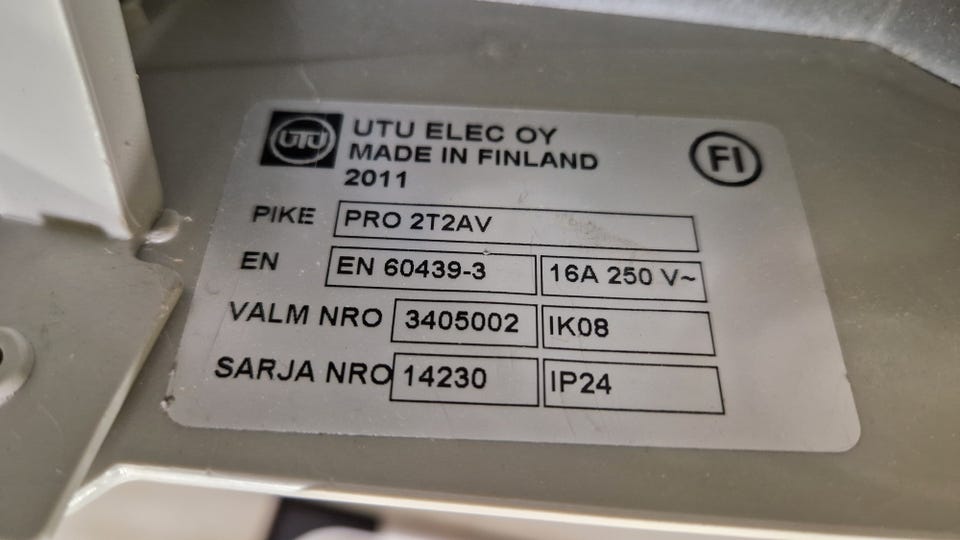 UTU
UTU ELEC OY
MADE IN FINLAND
2011
FI
PIKE PRO 2T2AV
EN EN 60439-3 16A 250 V~
VALM NRO 3405002 IK08
SARJA NRO 14230 IP24